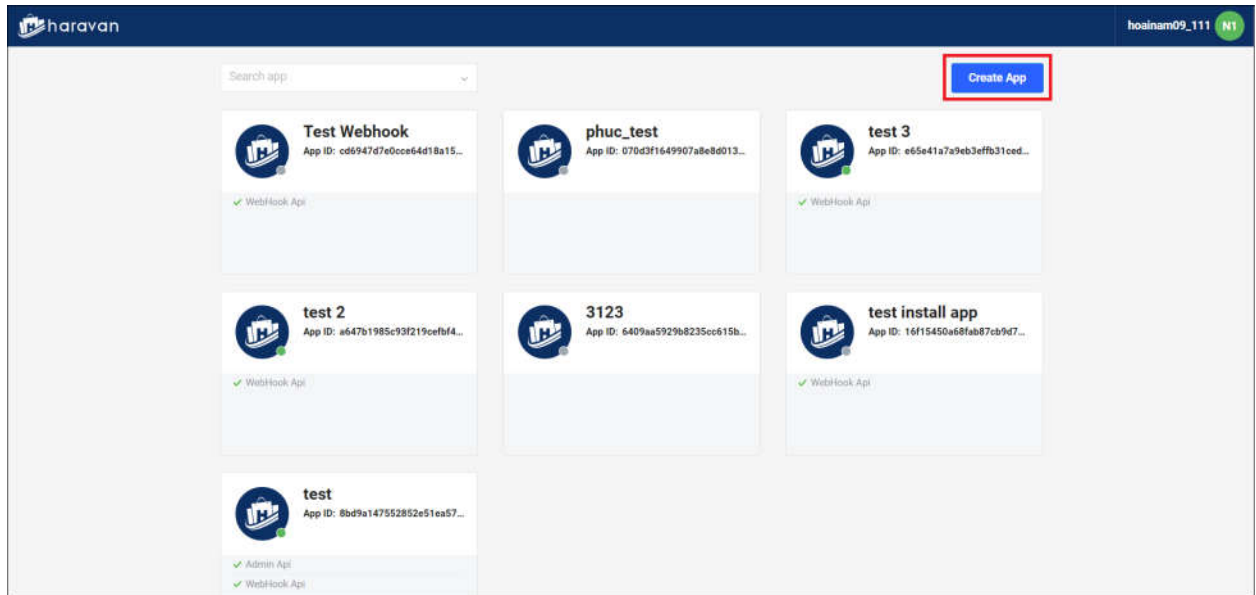 haravan
hoainam09_111
N1
Search app
Create App
Test Webhook
App ID: cd6947d7e0cce64d18a15...
WebHook Api
phuc_test
App ID: 070d3f1649907a8e8d013...
test 3
App ID: e65e41a7a9eb3effb31ced...
WebHook Api
test 2
App ID: a647b1985c93f219cefbf4...
WebHook Api
3123
App ID: 6409aa5929b8235cc615b...
test install app
App ID: 16f15450a68fab87cb9d7...
WebHook Api
test
App ID: 8bd9a147552852e51ea57...
Admin Api
WebHook Api